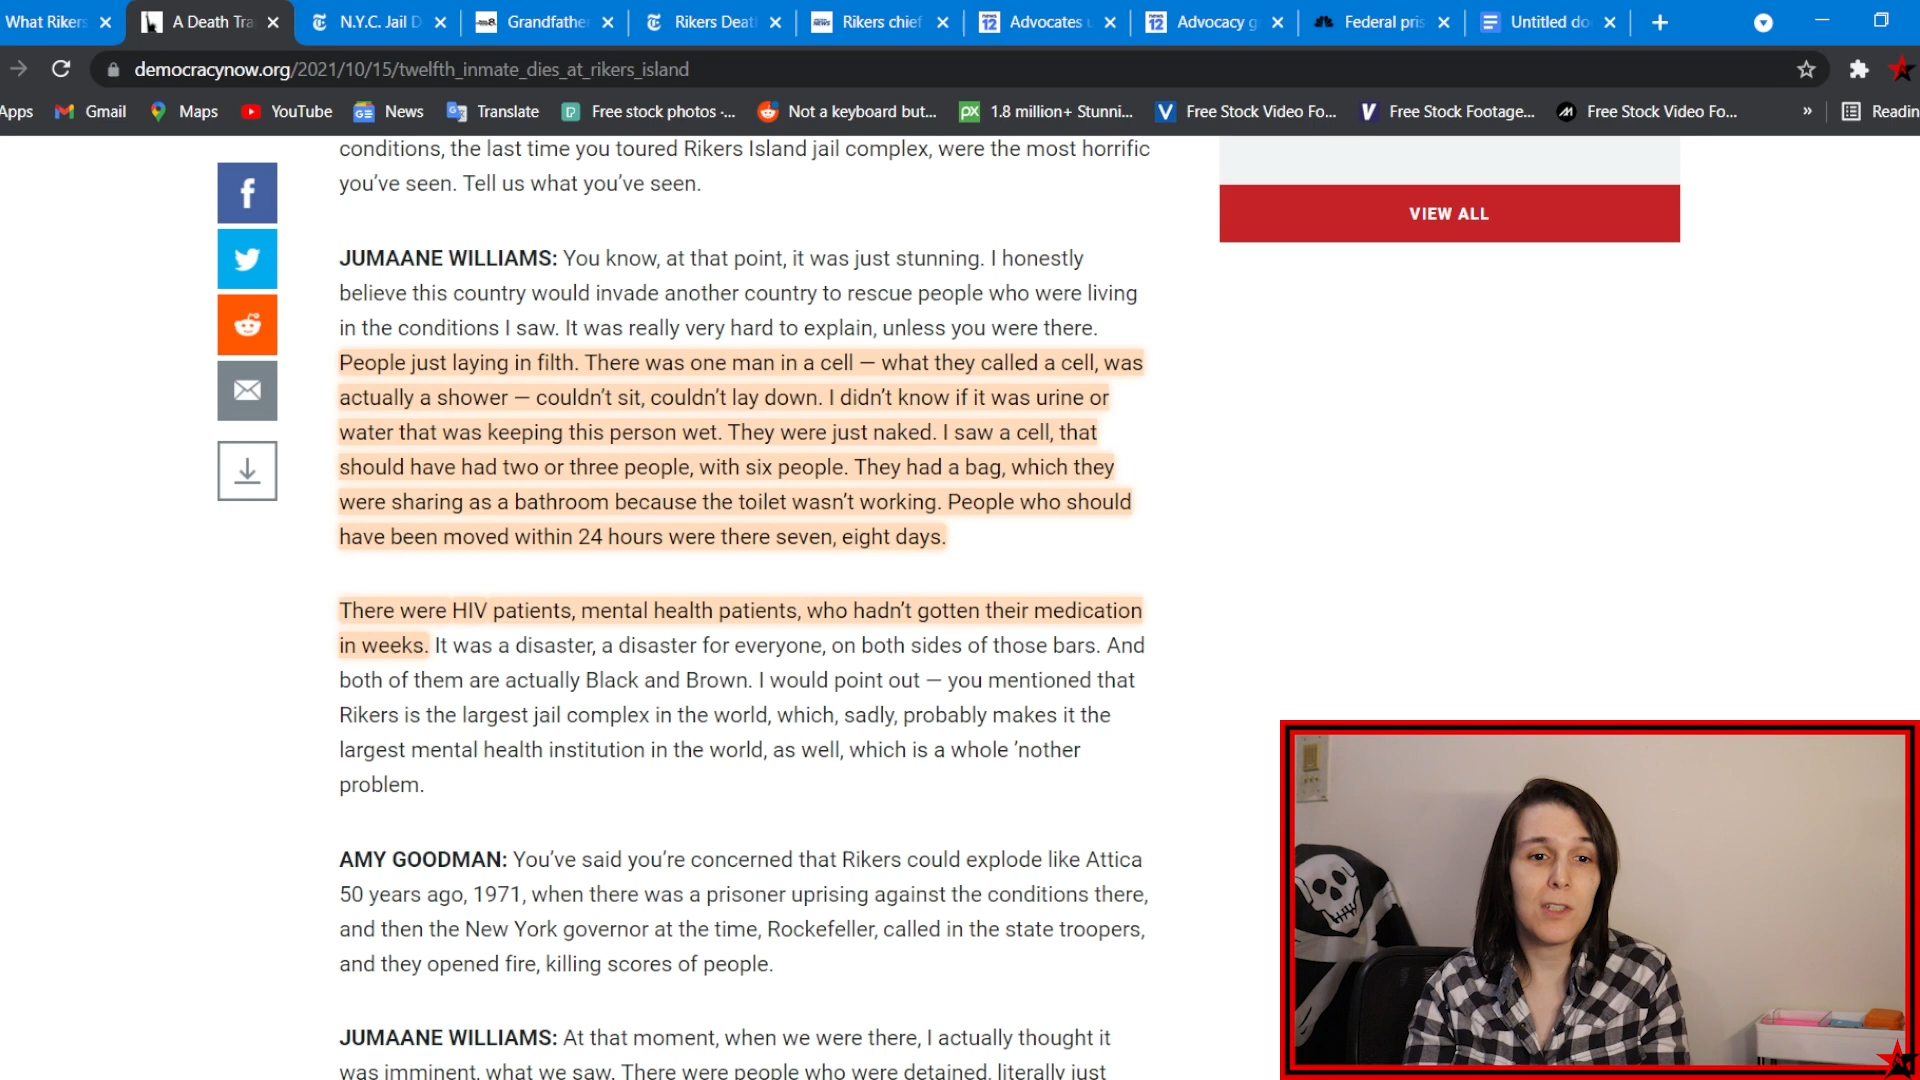 What Rikers
A Death Tra
N.Y.C. Jail D
Grandfather
Rikers Deat
Rikers chief
Advocates u
Advocacy g
Federal pris
Untitled do
democracynow.org/2021/10/15/twelfth_inmate_dies_at_rikers_island
Apps
Gmail
Maps
YouTube
News
Translate
Free stock photos ·...
Not a keyboard but...
1.8 million+ Stunni...
Free Stock Video Fo...
Free Stock Footage...
Free Stock Video Fo...
»
Readin
conditions, the last time you toured Rikers Island jail complex, were the most horrific
you've seen. Tell us what you've seen.
VIEW ALL
JUMAANE WILLIAMS: You know, at that point, it was just stunning. I honestly
believe this country would invade another country to rescue people who were living
in the conditions I saw. It was really very hard to explain, unless you were there.
People just laying in filth. There was one man in a cell — what they called a cell, was
actually a shower — couldn't sit, couldn't lay down. I didn't know if it was urine or
water that was keeping this person wet. They were just naked. I saw a cell, that
should have had two or three people, with six people. They had a bag, which they
were sharing as a bathroom because the toilet wasn't working. People who should
have been moved within 24 hours were there seven, eight days.
There were HIV patients, mental health patients, who hadn't gotten their medication
in weeks. It was a disaster, a disaster for everyone, on both sides of those bars. And
both of them are actually Black and Brown. I would point out — you mentioned that
Rikers is the largest jail complex in the world, which, sadly, probably makes it the
largest mental health institution in the world, as well, which is a whole 'nother
problem.
AMY GOODMAN: You've said you're concerned that Rikers could explode like Attica
50 years ago, 1971, when there was a prisoner uprising against the conditions there,
and then the New York governor at the time, Rockefeller, called in the state troopers,
and they opened fire, killing scores of people.
JUMAANE WILLIAMS: At that moment, when we were there, I actually thought it
was imminent, what we saw. There were people who were detained, literally just